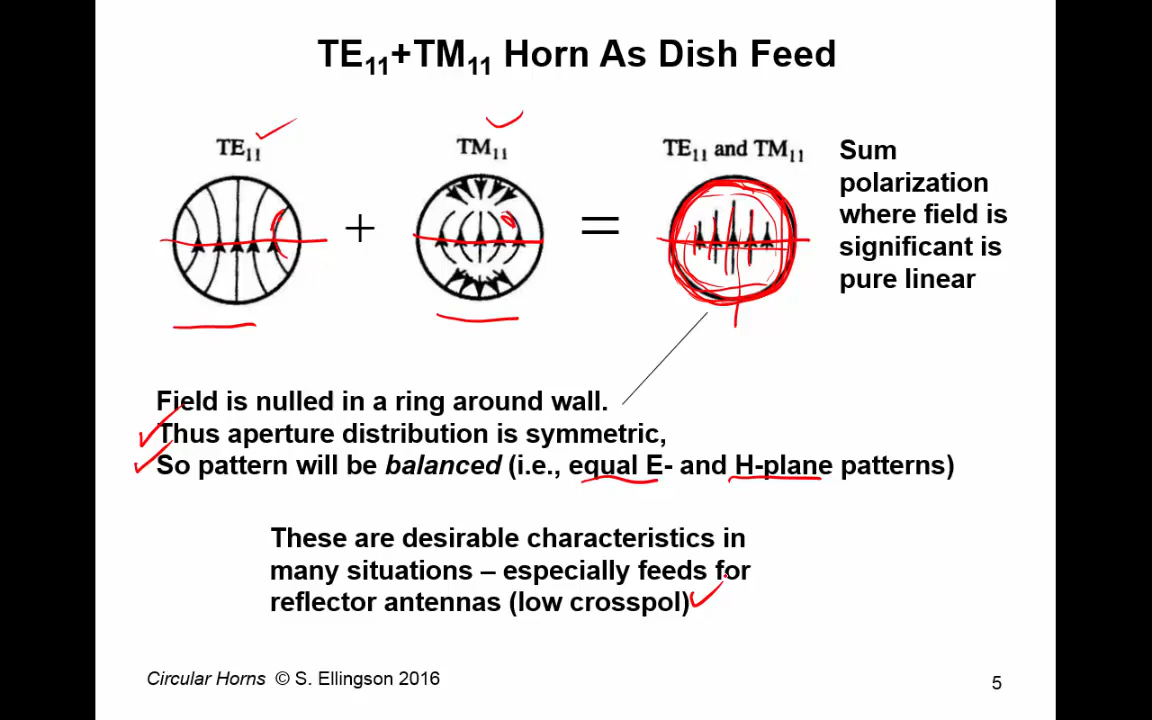 TE₁₁+TM₁₁ Horn As Dish Feed
TE₁₁
+
TM₁₁
=
TE₁₁ and TM₁₁
Sum
polarization
where field is
significant is
pure linear
Field is nulled in a ring around wall.
Thus aperture distribution is symmetric,
So pattern will be balanced (i.e., equal E- and H-plane patterns)
These are desirable characteristics in
many situations – especially feeds for
reflector antennas (low crosspol)
Circular Horns © S. Ellingson 2016
5